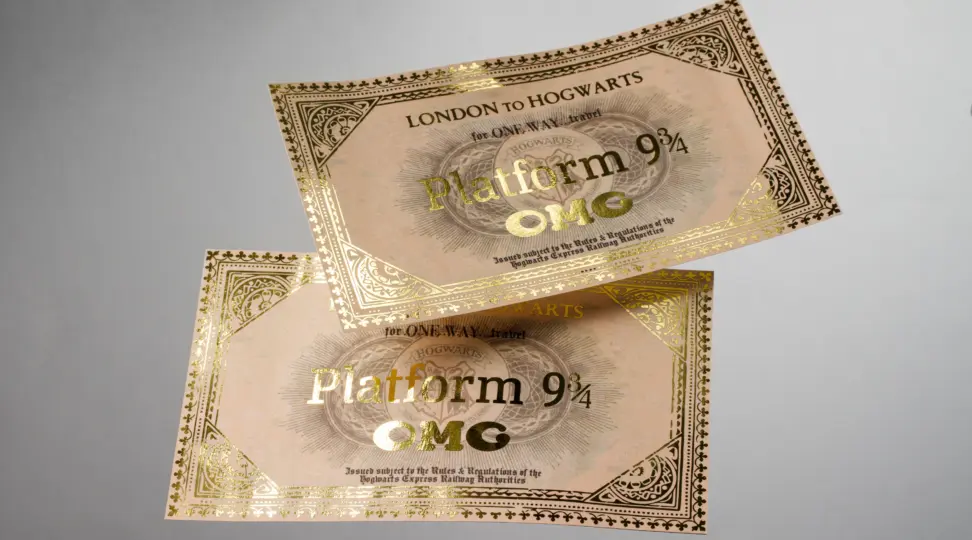 LONDON TO HOGWARTS
for ONE WAY...travel
HOGWARTS
Platform 9¾
OMG
Issued subject to the Rules & Regulations of the
Hogwarts Express Railway Authorities
WARTS
for ONE WAY...travel
HOGWARTS
Platform 9¾
OMG
Issued subject to the Rules & Regulations of the
Hogwarts Express Railway Authorities